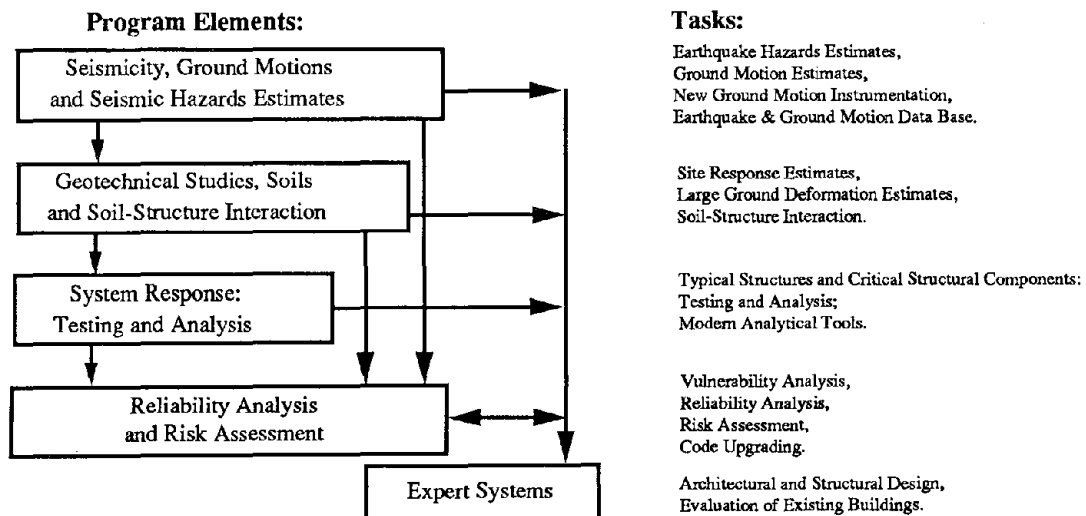 Program Elements:
Seismicity, Ground Motions
and Seismic Hazards Estimates
Geotechnical Studies, Soils
and Soil-Structure Interaction
System Response:
Testing and Analysis
Reliability Analysis
and Risk Assessment
Expert Systems
Tasks:
Earthquake Hazards Estimates,
Ground Motion Estimates,
New Ground Motion Instrumentation,
Earthquake & Ground Motion Data Base.
Site Response Estimates,
Large Ground Deformation Estimates,
Soil-Structure Interaction.
Typical Structures and Critical Structural Components:
Testing and Analysis;
Modern Analytical Tools.
Vulnerability Analysis,
Reliability Analysis,
Risk Assessment,
Code Upgrading.
Architectural and Structural Design,
Evaluation of Existing Buildings.